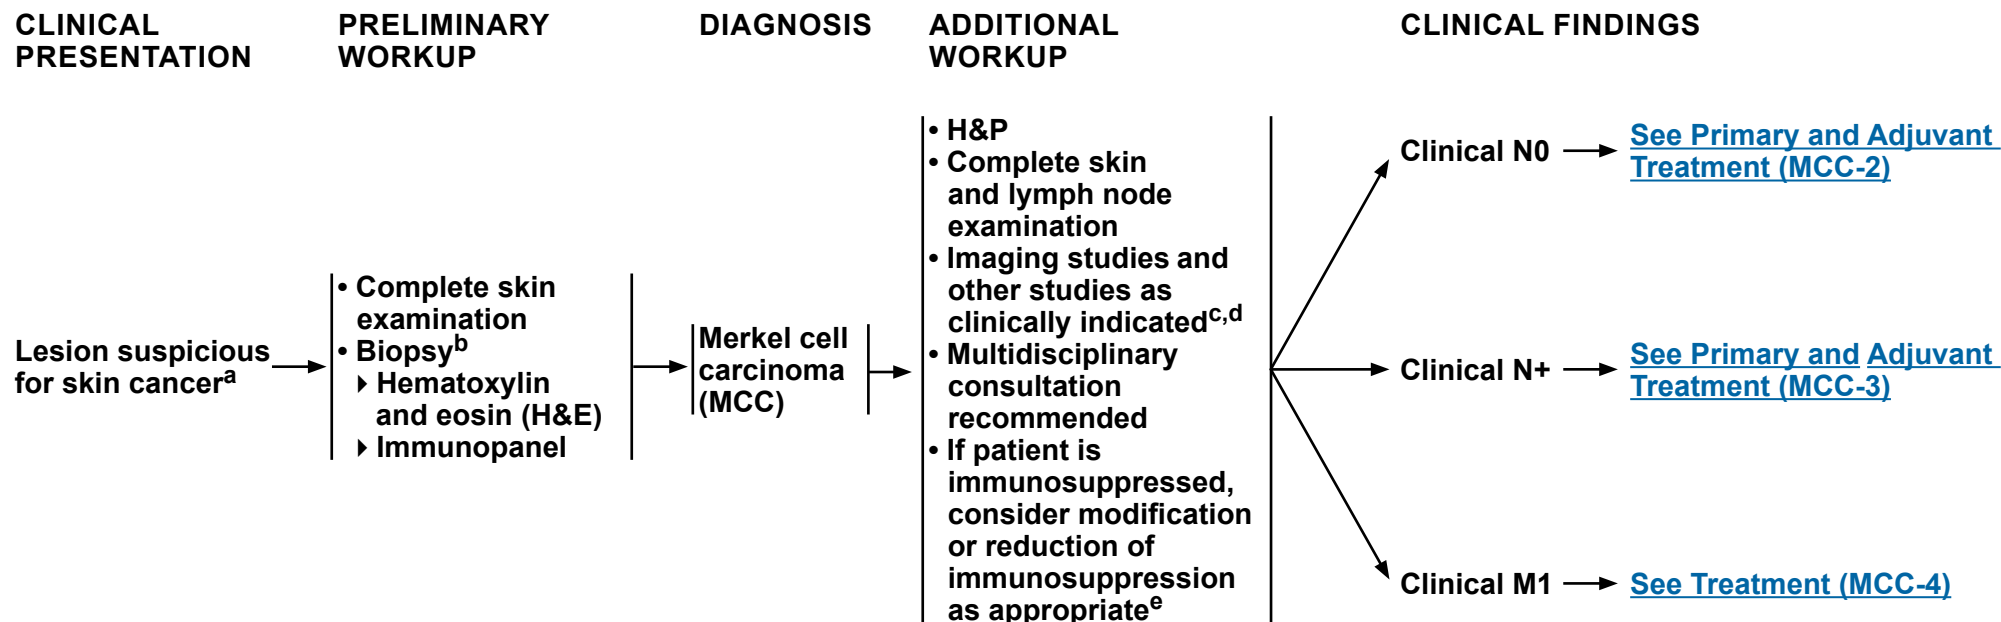 CLINICAL
PRESENTATION
PRELIMINARY
WORKUP
DIAGNOSIS
ADDITIONAL
WORKUP
CLINICAL FINDINGS
Lesion suspicious
for skin cancera
• Complete skin
examination
• Biopsyb
▸ Hematoxylin
and eosin (H&E)
▸ Immunopanel
Merkel cell
carcinoma
(MCC)
• H&P
• Complete skin
and lymph node
examination
• Imaging studies and
other studies as
clinically indicatedc,d
• Multidisciplinary
consultation
recommended
• If patient is
immunosuppressed,
consider modification
or reduction of
immunosuppression
as appropriatee
Clinical N0
See Primary and Adjuvant
Treatment (MCC-2)
Clinical N+
See Primary and Adjuvant
Treatment (MCC-3)
Clinical M1
See Treatment (MCC-4)